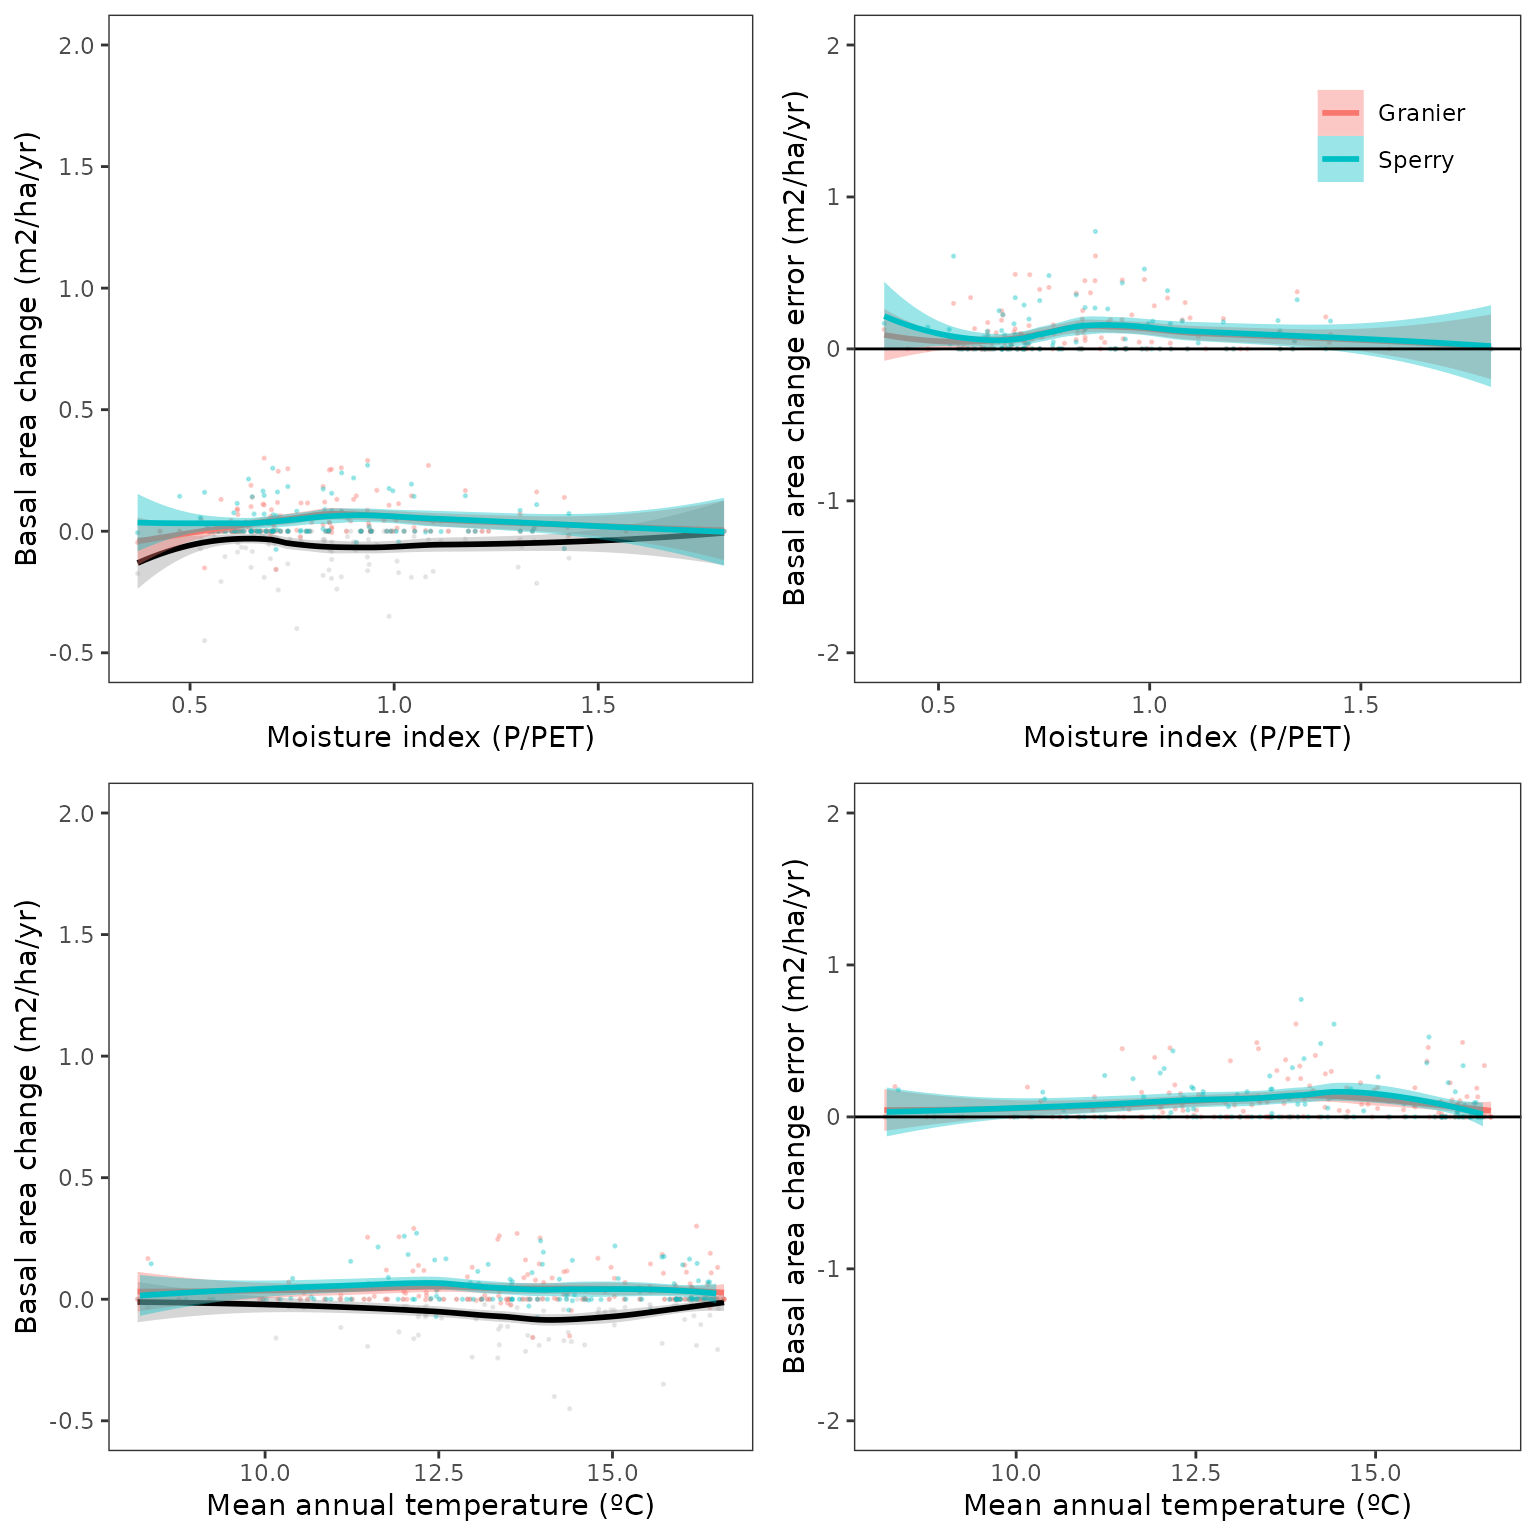 Basal area change (m2/ha/yr)
2.0
1.5
1.0
0.5
0.0
-0.5
0.5 1.0 1.5
Moisture index (P/PET)
Basal area change error (m2/ha/yr)
2
1
0
-1
-2
Granier
Sperry
0.5 1.0 1.5
Moisture index (P/PET)
Basal area change (m2/ha/yr)
2.0
1.5
1.0
0.5
0.0
-0.5
10.0 12.5 15.0
Mean annual temperature (ºC)
Basal area change error (m2/ha/yr)
2
1
0
-1
-2
10.0 12.5 15.0
Mean annual temperature (ºC)